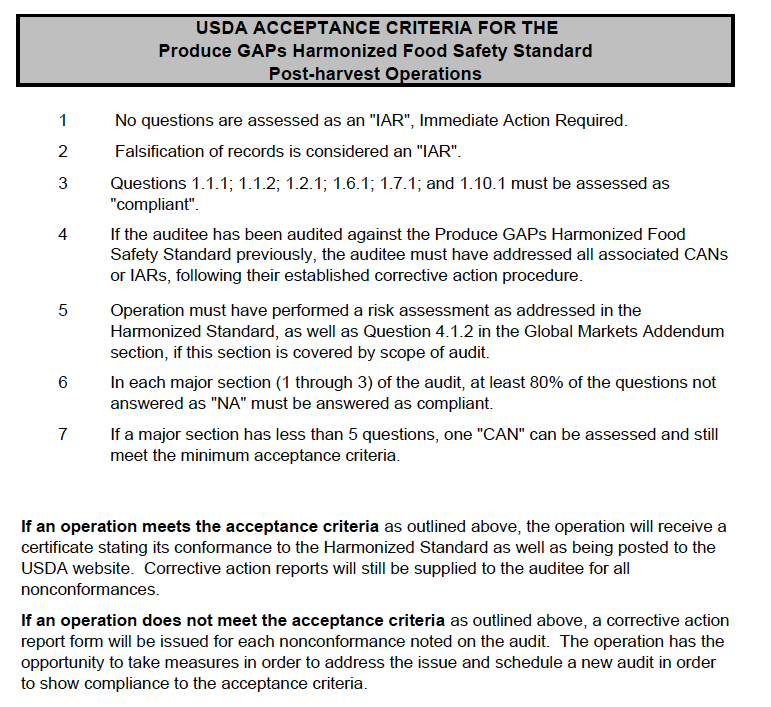 USDA ACCEPTANCE CRITERIA FOR THE
Produce GAPs Harmonized Food Safety Standard
Post-harvest Operations
1 No questions are assessed as an "IAR", Immediate Action Required.
2 Falsification of records is considered an "IAR".
3 Questions 1.1.1; 1.1.2; 1.2.1; 1.6.1; 1.7.1; and 1.10.1 must be assessed as
"compliant".
4 If the auditee has been audited against the Produce GAPs Harmonized Food
Safety Standard previously, the auditee must have addressed all associated CANs
or IARs, following their established corrective action procedure.
5 Operation must have performed a risk assessment as addressed in the
Harmonized Standard, as well as Question 4.1.2 in the Global Markets Addendum
section, if this section is covered by scope of audit.
6 In each major section (1 through 3) of the audit, at least 80% of the questions not
answered as "NA" must be answered as compliant.
7 If a major section has less than 5 questions, one "CAN" can be assessed and still
meet the minimum acceptance criteria.
If an operation meets the acceptance criteria as outlined above, the operation will receive a
certificate stating its conformance to the Harmonized Standard as well as being posted to the
USDA website. Corrective action reports will still be supplied to the auditee for all
nonconformances.
If an operation does not meet the acceptance criteria as outlined above, a corrective action
report form will be issued for each nonconformance noted on the audit. The operation has the
opportunity to take measures in order to address the issue and schedule a new audit in order
to show compliance to the acceptance criteria.